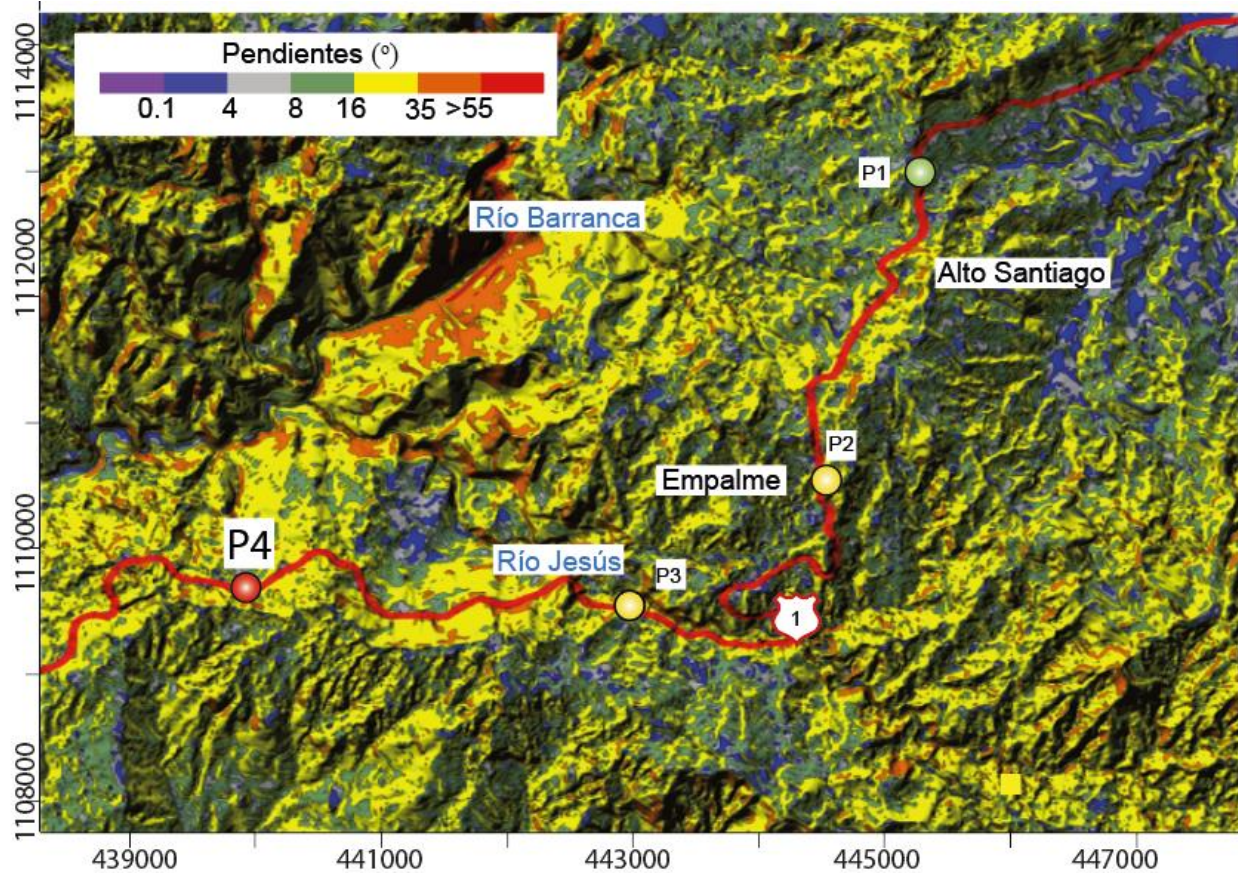 Pendientes (º)
0.1 4 8 16 35 >55
1114000
P1
Río Barranca
1112000
Alto Santiago
P2
Empalme
P4
1110000
Río Jesús
P3
1
1108000
439000 441000 443000 445000 447000